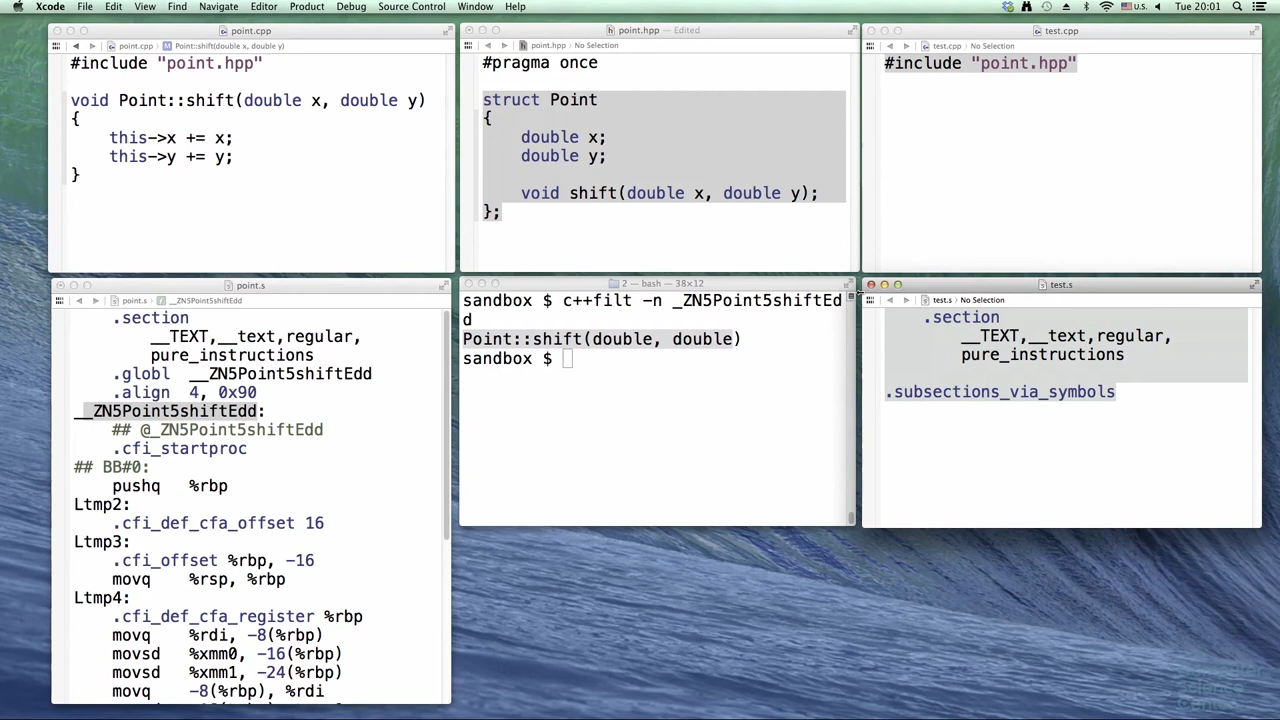 Xcode File Edit View Find Navigate Editor Product Debug Source Control Window Help U.S. Tue 20:01
point.cpp
point.cpp Point::shift(double x, double y)
#include "point.hpp"
void Point::shift(double x, double y)
{
this->x += x;
this->y += y;
}
point.hpp — Edited
point.hpp No Selection
#pragma once
struct Point
{
double x;
double y;
void shift(double x, double y);
};
test.cpp
test.cpp No Selection
#include "point.hpp"
point.s
point.s __ZN5Point5shiftEdd
.section
__TEXT,__text,regular,
pure_instructions
.globl __ZN5Point5shiftEdd
.align 4, 0x90
__ZN5Point5shiftEdd:
## @_ZN5Point5shiftEdd
.cfi_startproc
## BB#0:
pushq %rbp
Ltmp2:
.cfi_def_cfa_offset 16
Ltmp3:
.cfi_offset %rbp, -16
movq %rsp, %rbp
Ltmp4:
.cfi_def_cfa_register %rbp
movq %rdi, -8(%rbp)
movsd %xmm0, -16(%rbp)
movsd %xmm1, -24(%rbp)
movq -8(%rbp), %rdi
2 — bash — 38×12
sandbox $ c++filt -n _ZN5Point5shiftEd
d
Point::shift(double, double)
sandbox $
test.s
test.s No Selection
.section
__TEXT,__text,regular,
pure_instructions
.subsections_via_symbols